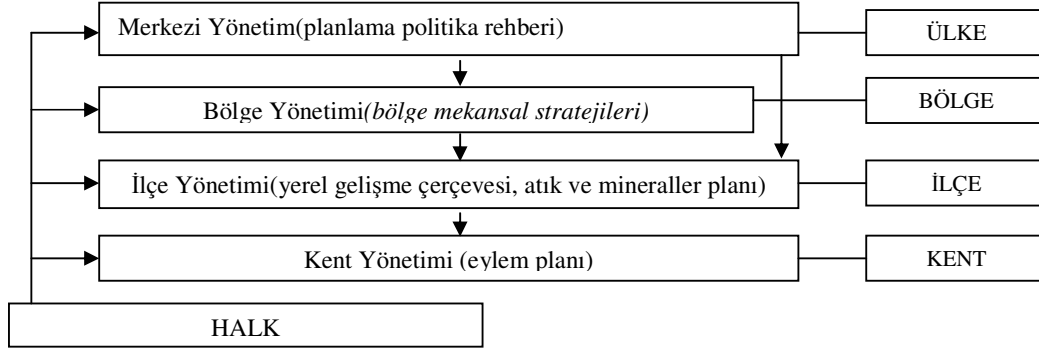 Merkezi Yönetim(planlama politika rehberi)
ÜLKE
Bölge Yönetimi(bölge mekansal stratejileri)
BÖLGE
İlçe Yönetimi(yerel gelişme çerçevesi, atık ve mineraller planı)
İLÇE
Kent Yönetimi (eylem planı)
KENT
HALK